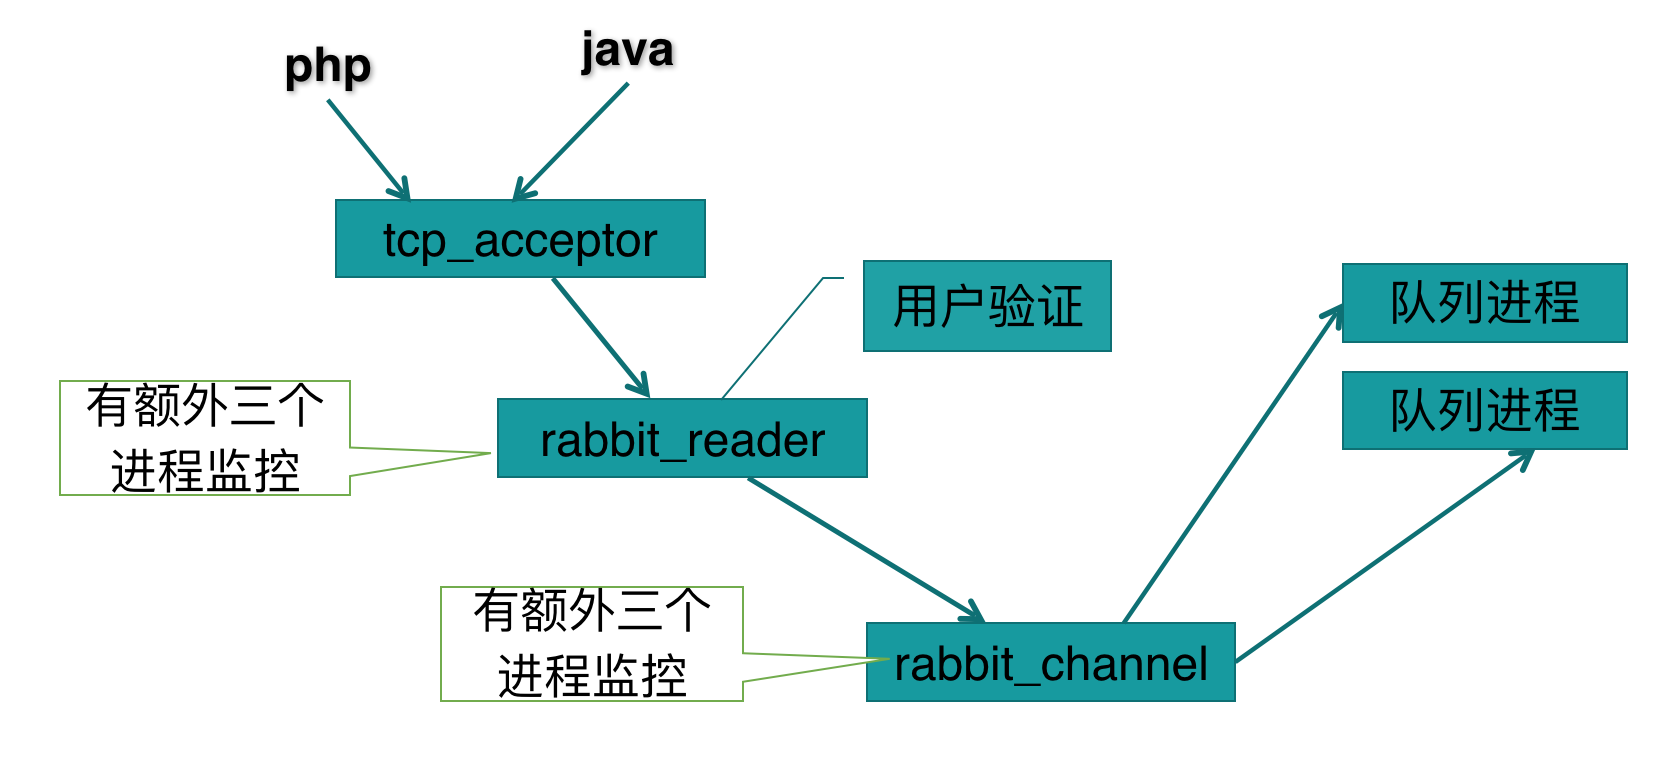 php
java
tcp_acceptor
用户验证
队列进程
队列进程
有额外三个
进程监控
rabbit_reader
有额外三个
进程监控
rabbit_channel